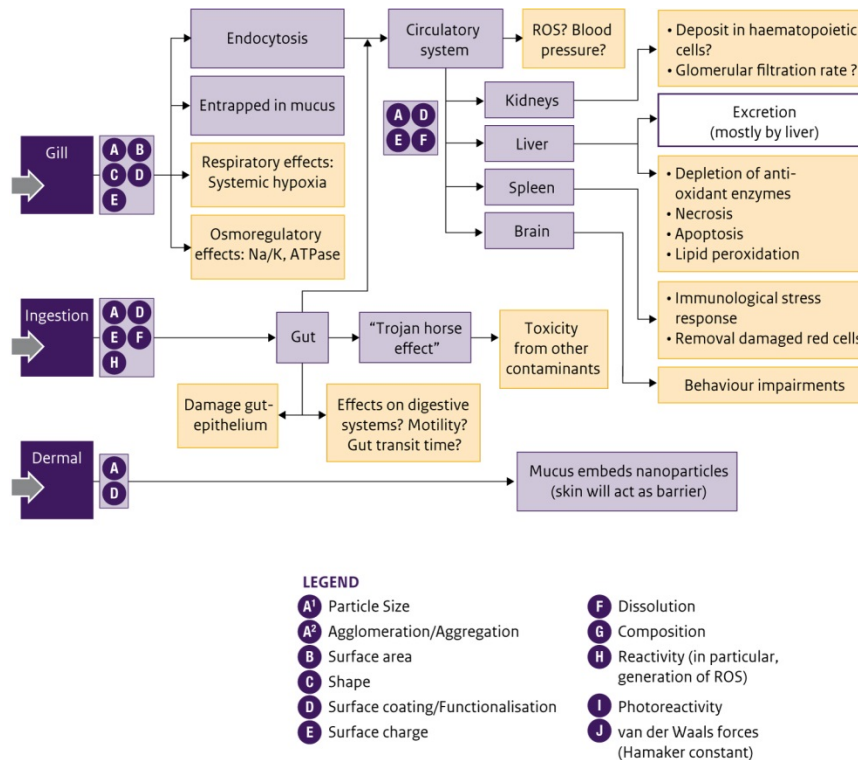 Endocytosis
Circulatory
system
ROS? Blood
pressure?
• Deposit in haematopoietic
cells?
• Glomerular filtration rate ?
Entrapped in mucus
A D
E F
Kidneys
Excretion
(mostly by liver)
Gill
A B
C D
E
Liver
Respiratory effects:
Systemic hypoxia
Spleen
• Depletion of anti-
oxidant enzymes
• Necrosis
• Apoptosis
• Lipid peroxidation
Osmoregulatory
effects: Na/K, ATPase
Brain
Ingestion
A D
E F
H
Gut
“Trojan horse
effect”
Toxicity
from other
contaminants
• Immunological stress
response
• Removal damaged red cells
Behaviour impairments
Damage gut-
epithelium
Effects on digestive
systems? Motility?
Gut transit time?
Dermal
A
D
Mucus embeds nanoparticles
(skin will act as barrier)
LEGEND
A¹ Particle Size
A² Agglomeration/Aggregation
B Surface area
C Shape
D Surface coating/Functionalisation
E Surface charge
F Dissolution
G Composition
H Reactivity (in particular,
generation of ROS)
I Photoreactivity
J van der Waals forces
(Hamaker constant)